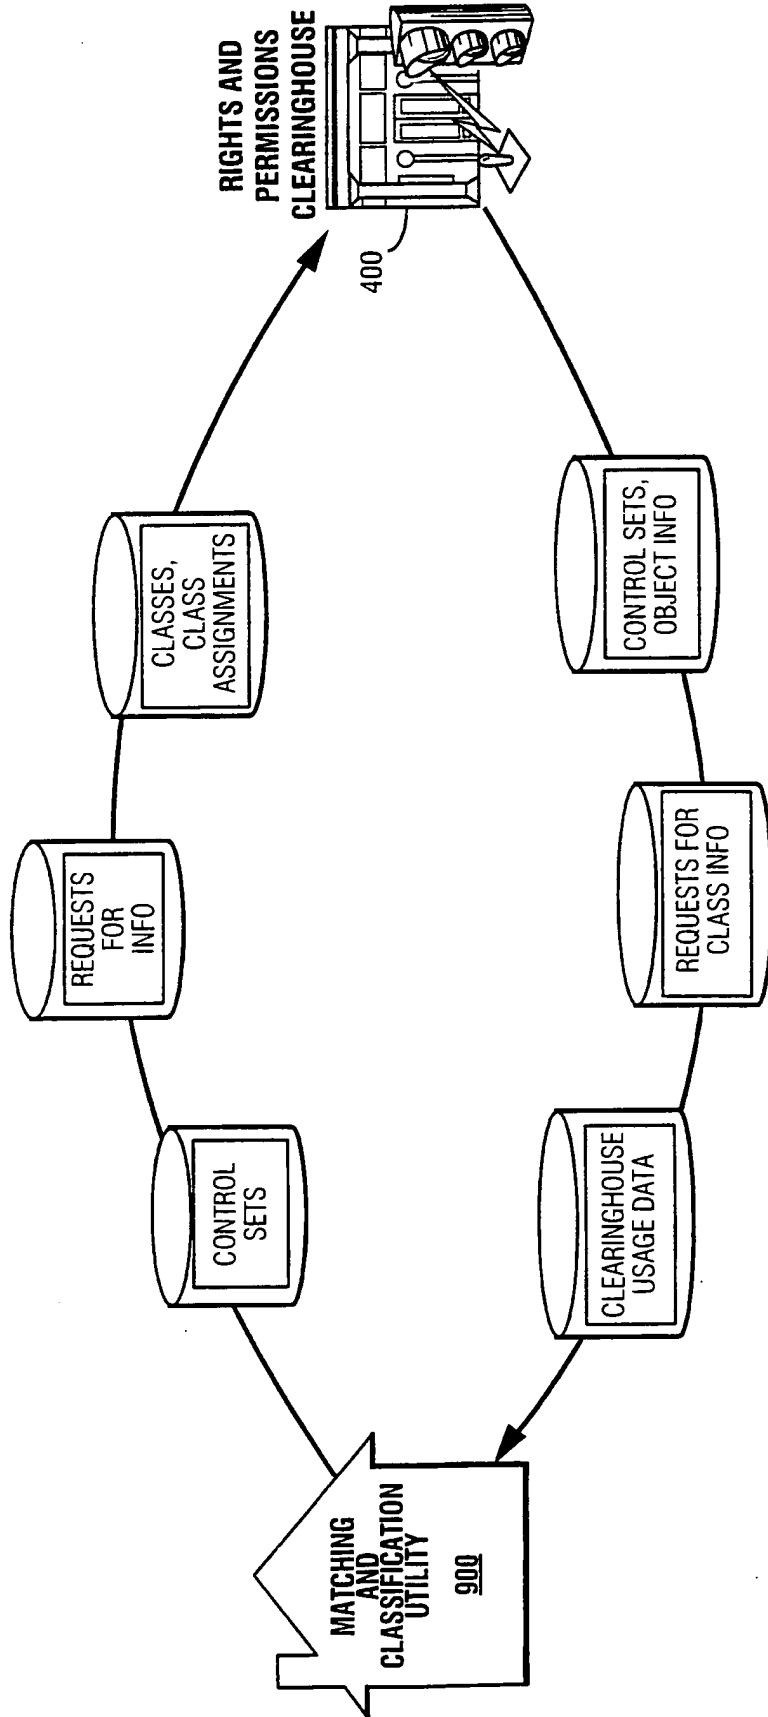 RIGHTS AND
PERMISSIONS
CLEARINGHOUSE
400
CLASSES,
CLASS
ASSIGNMENTS
REQUESTS
FOR
INFO
CONTROL
SETS
MATCHING
AND
CLASSIFICATION
UTILITY
900
CONTROL SETS,
OBJECT INFO
REQUESTS FOR
CLASS INFO
CLEARINGHOUSE
USAGE DATA